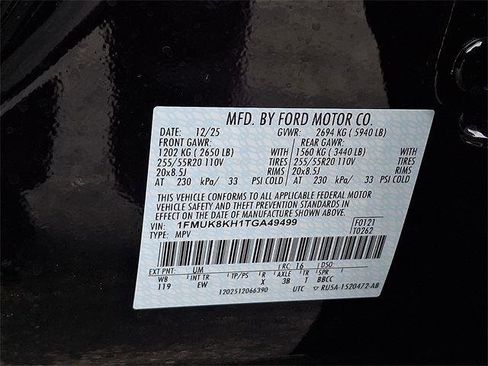 MFD. BY FORD MOTOR CO.
DATE: 12/25 GVWR: 2694 KG ( 5940 LB)
FRONT GAWR: REAR GAWR:
1202 KG ( 2650 LB) WITH 1560 KG ( 3440 LB) WITH
255/55R20 110V TIRES 255/55R20 110V TIRES
20x8.5J RIMS 20x8.5J RIMS
AT 230 kPa/ 33 PSI COLD AT 230 kPa/ 33 PSI COLD
THIS VEHICLE CONFORMS TO ALL APPLICABLE FEDERAL MOTOR
VEHICLE SAFETY AND THEFT PREVENTION STANDARDS IN
EFFECT ON THE DATE OF MANUFACTURE SHOWN ABOVE.
VIN: 1FMUK8KH1TGA49499 F0121
TYPE: MPV T0262
EXT PNT: UM RC: 16 DSO:
WB INT TR TP/PS R AXLE TR SPR
119 EW X 3B 1 BBCC
1202512066390 UTC RU5A-1520472-AB